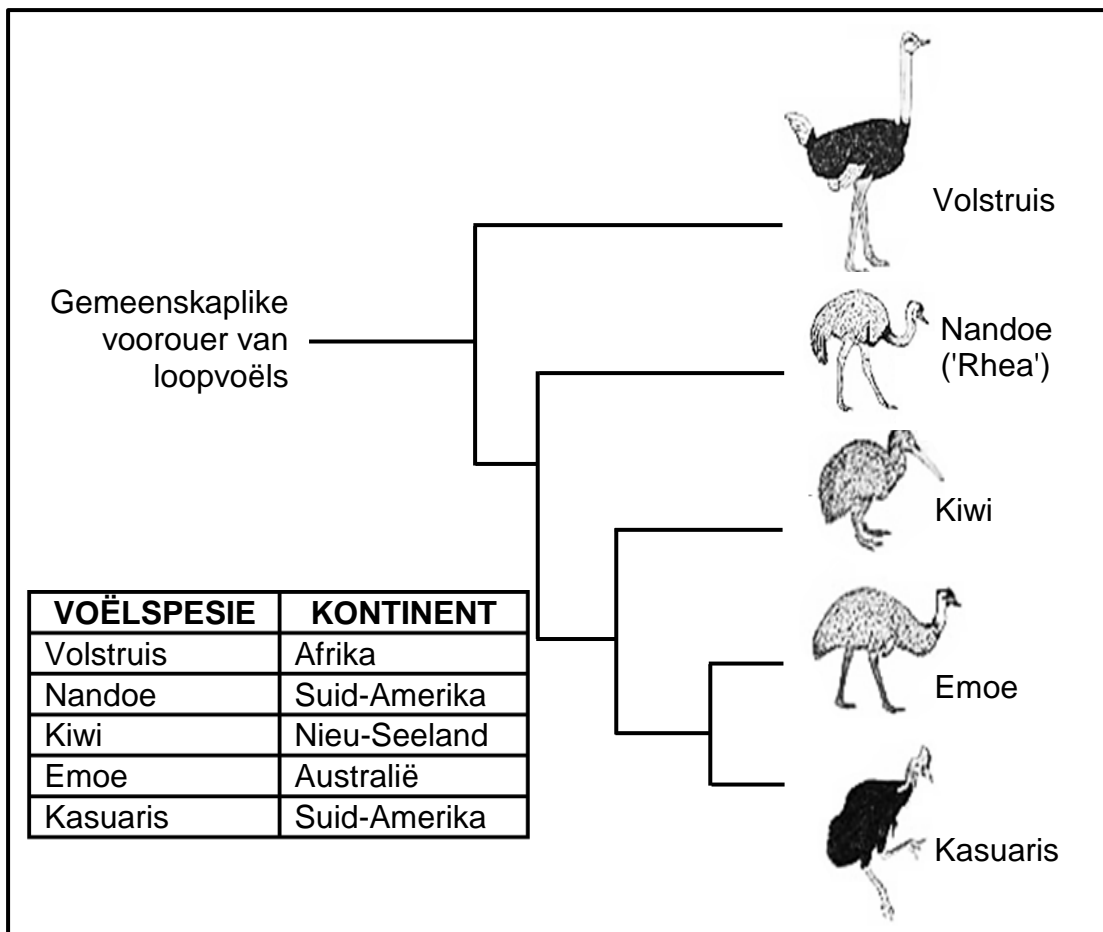 Volstruis
Gemeenskaplike
voorouer van
loopvoëls
Nandoe
('Rhea')
Kiwi
Emoe
Kasuaris
VOËLSPESIE KONTINENT
Volstruis Afrika
Nandoe Suid-Amerika
Kiwi Nieu-Seeland
Emoe Australië
Kasuaris Suid-Amerika